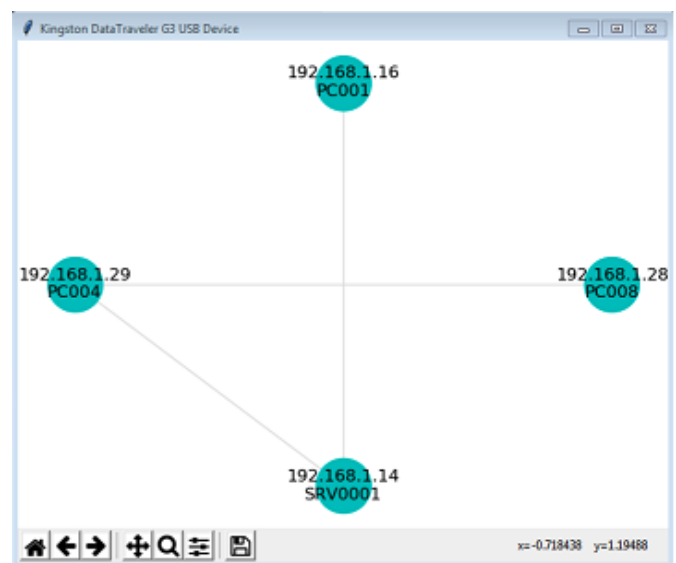 Kingston DataTraveler G3 USB Device
192.168.1.16
PC001
192.168.1.29
PC004
192.168.1.28
PC008
192.168.1.14
SRV0001
x=-0.718438 y=1.19488